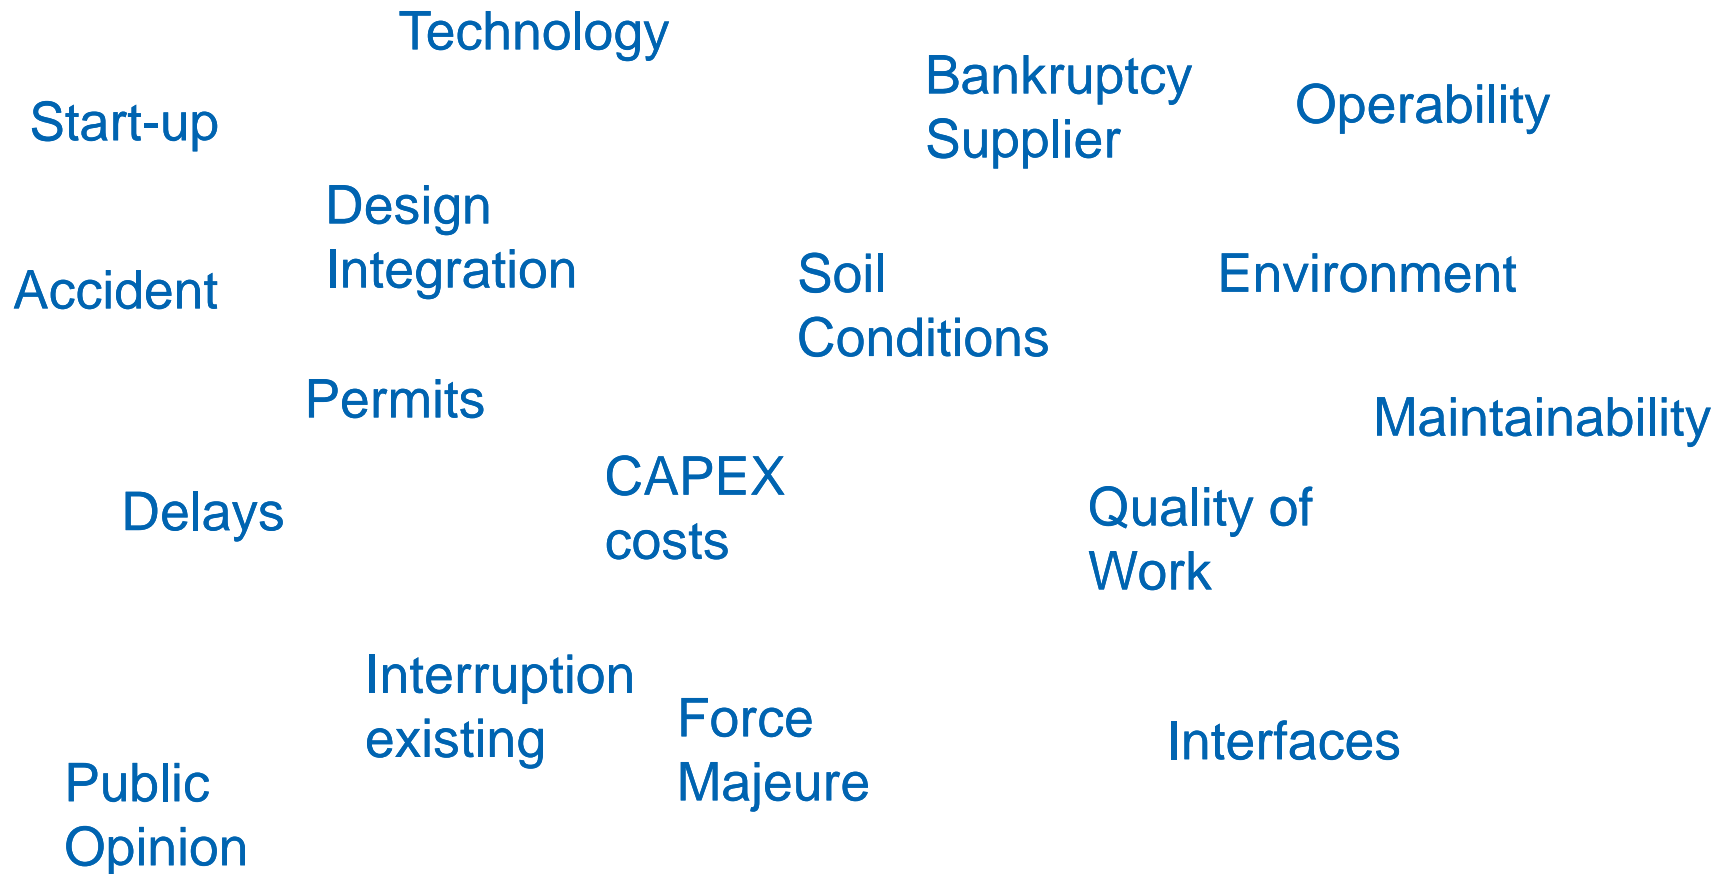 Technology
Bankruptcy
Supplier
Operability
Start-up
Design
Integration
Accident
Soil
Conditions
Environment
Permits
Maintainability
Delays
CAPEX
costs
Quality of
Work
Interruption
existing
Force
Majeure
Interfaces
Public
Opinion